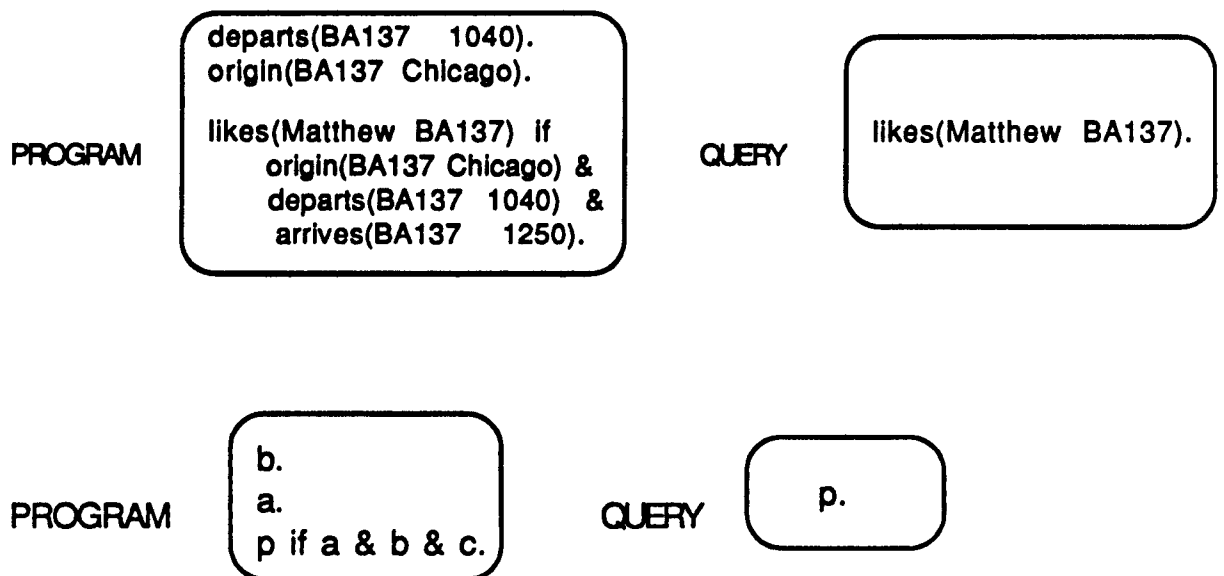 PROGRAM
departs(BA137 1040).
origin(BA137 Chicago).
likes(Matthew BA137) if
origin(BA137 Chicago) &
departs(BA137 1040) &
arrives(BA137 1250).
QUERY
likes(Matthew BA137).
PROGRAM
b.
a.
p if a & b & c.
QUERY
p.